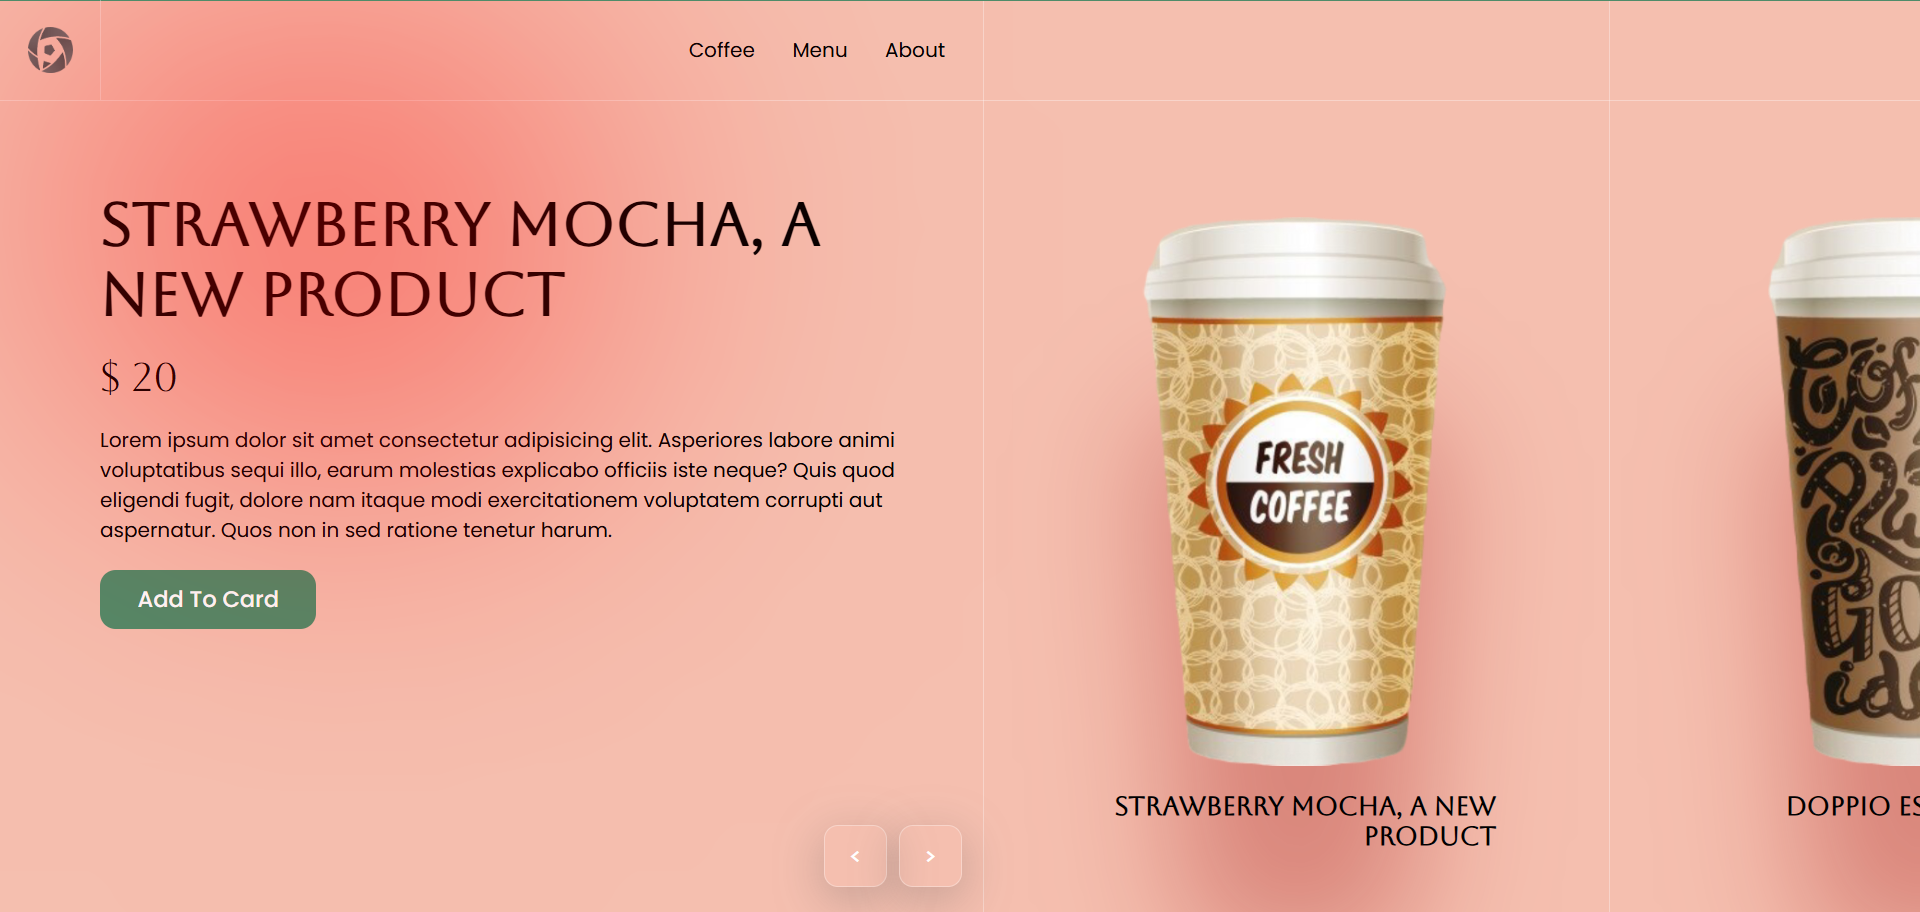 Coffee Menu About
STRAWBERRY MOCHA, A
NEW PRODUCT
$ 20
Lorem ipsum dolor sit amet consectetur adipisicing elit. Asperiores labore animi
voluptatibus sequi illo, earum molestias explicabo officiis iste neque? Quis quod
eligendi fugit, dolore nam itaque modi exercitationem voluptatem corrupti aut
aspernatur. Quos non in sed ratione tenetur harum.
Add To Card
< >
FRESH
COFFEE
STRAWBERRY MOCHA, A NEW
PRODUCT
DOPPIO ES